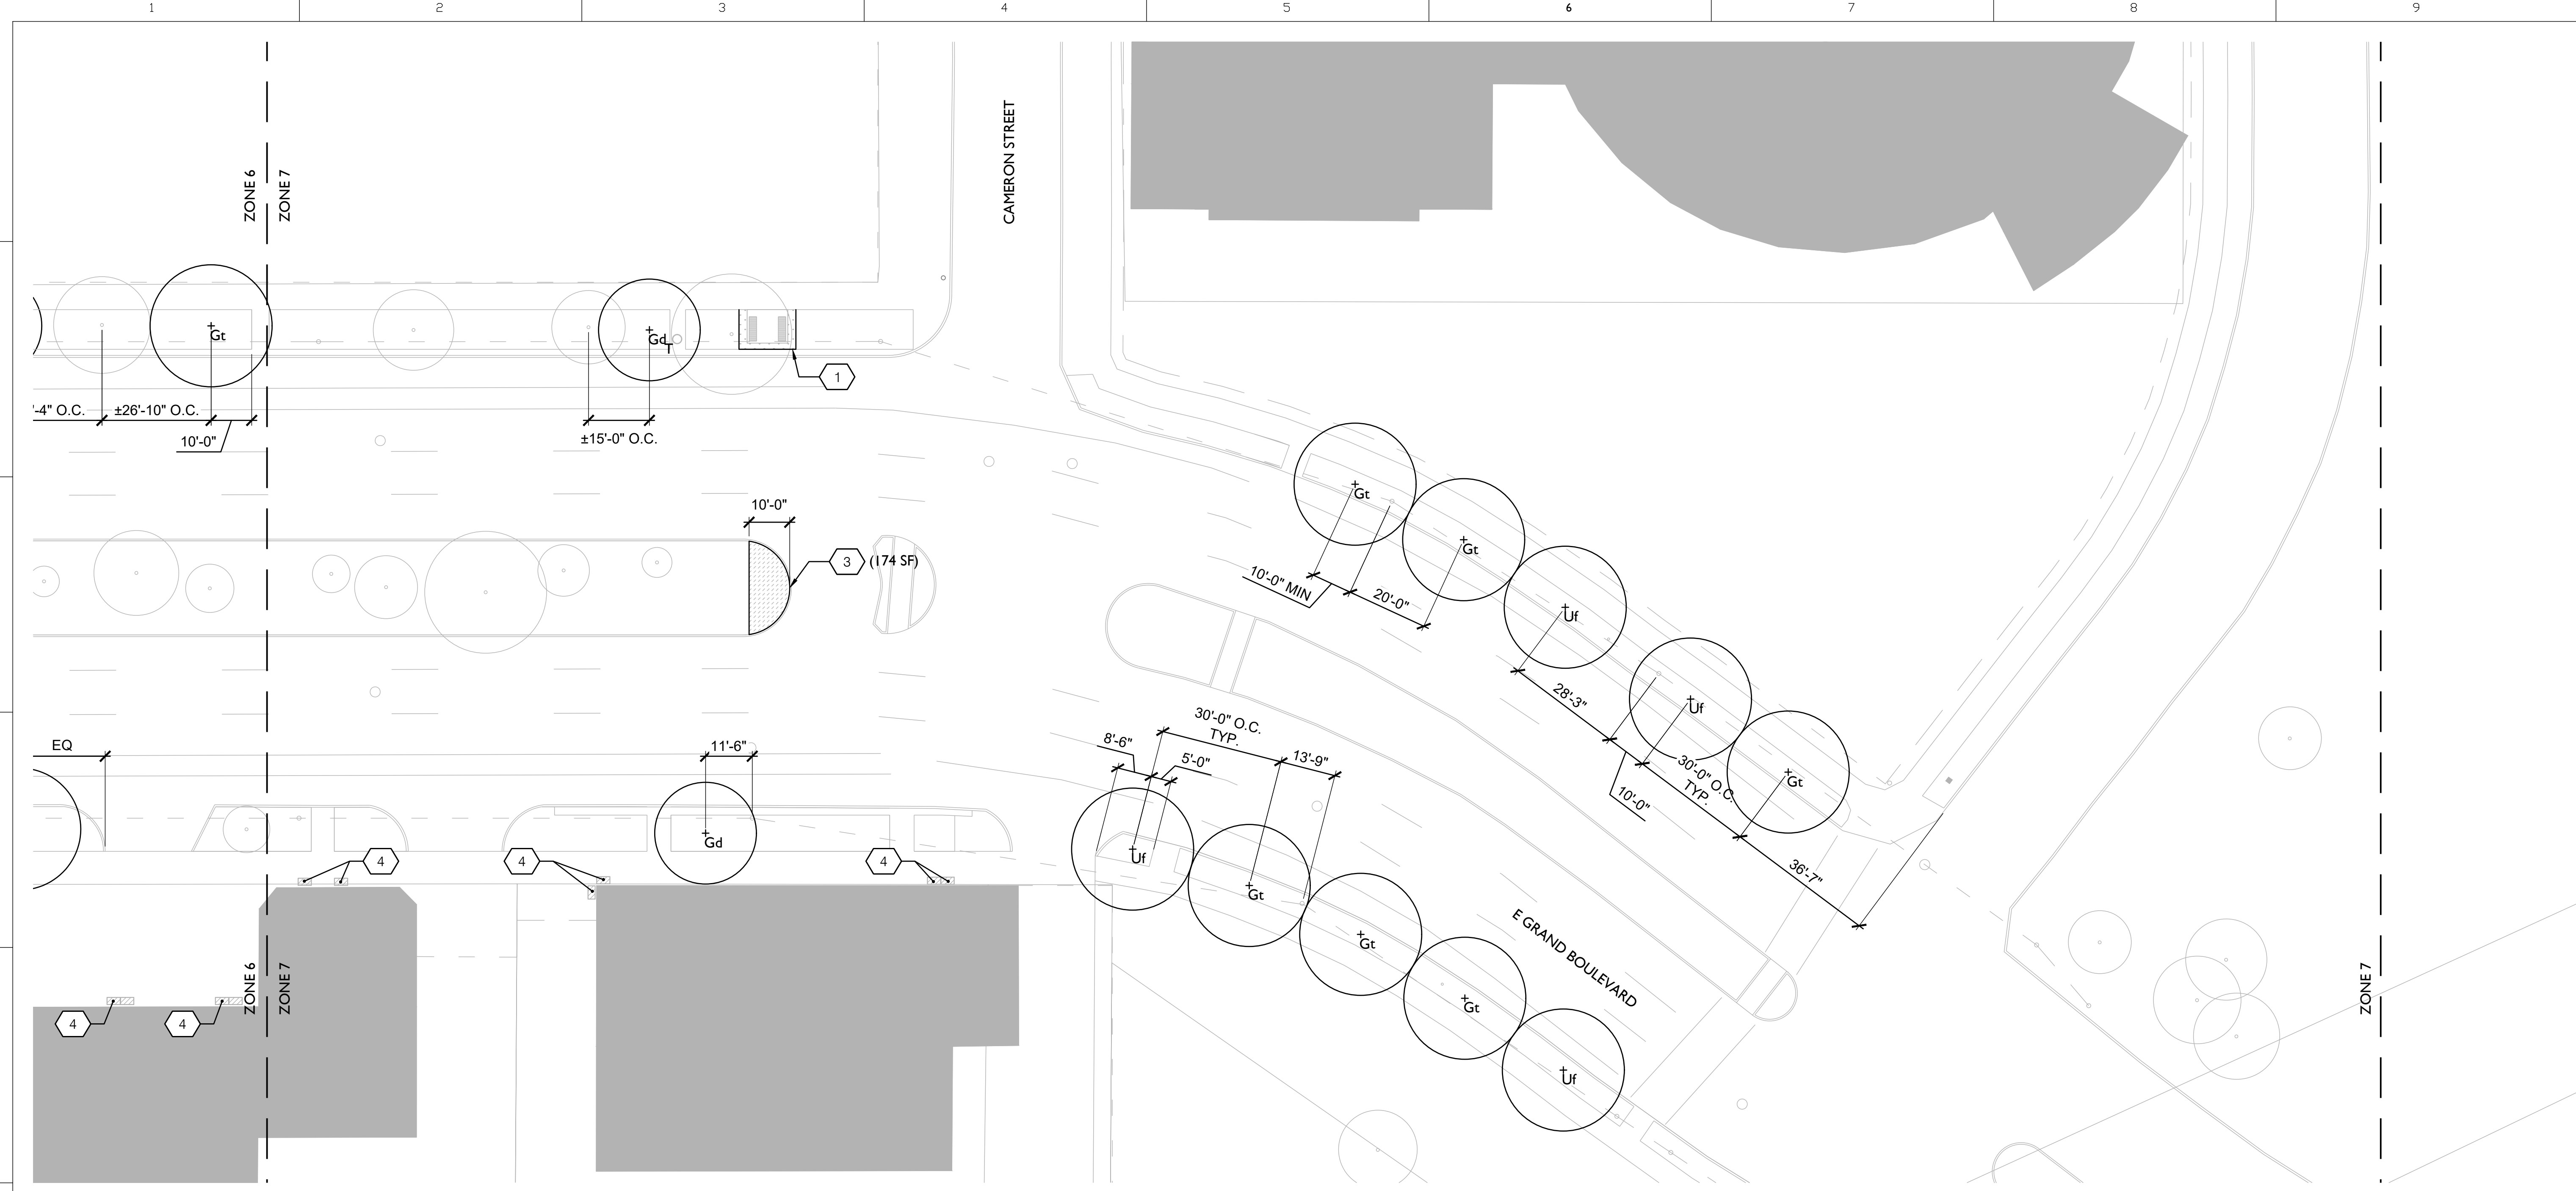 1 2 3 4 5 6 7 8 9
CAMERON STREET
ZONE 6
ZONE 7
Gt
Gd
T
1
'-4" O.C.
±26'-10" O.C.
10'-0"
±15'-0" O.C.
Gt
10'-0"
Gt
3 (174 SF)
10'-0" MIN
20'-0"
Uf
28'-3"
Uf
30'-0" O.C.
TYP.
EQ
11'-6"
8'-6"
5'-0"
13'-9"
30'-0" O.C.
TYP.
Gt
10'-0"
Gd
Uf
4
4
4
36'-7"
Gt
E GRAND BOULEVARD
Gt
ZONE 6
ZONE 7
ZONE 7
Gt
4
4
Uf